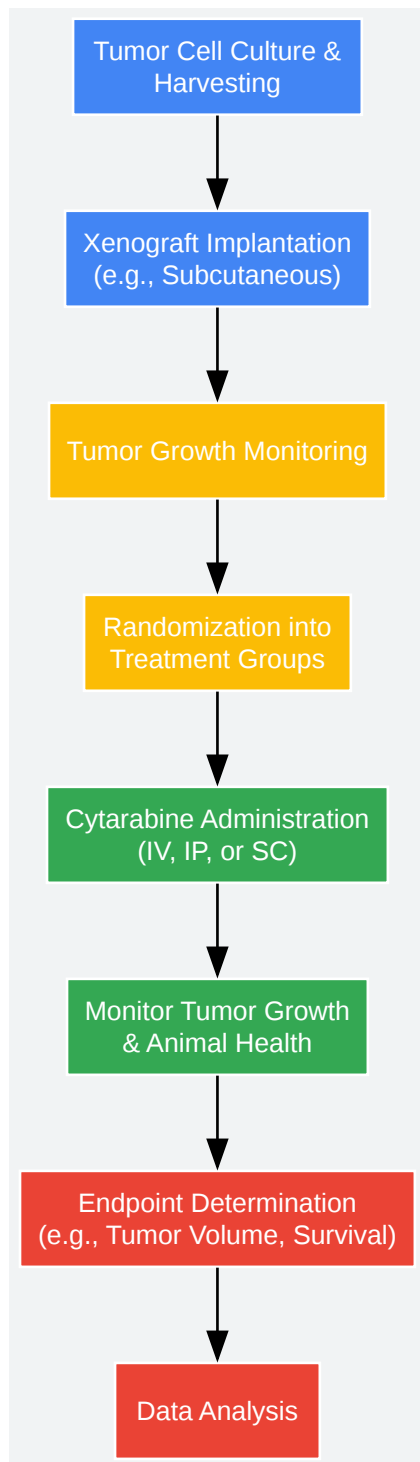 Tumor Cell Culture &
Harvesting
Xenograft Implantation
(e.g., Subcutaneous)
Tumor Growth Monitoring
Randomization into
Treatment Groups
Cytarabine Administration
(IV, IP, or SC)
Monitor Tumor Growth
& Animal Health
Endpoint Determination
(e.g., Tumor Volume, Survival)
Data Analysis